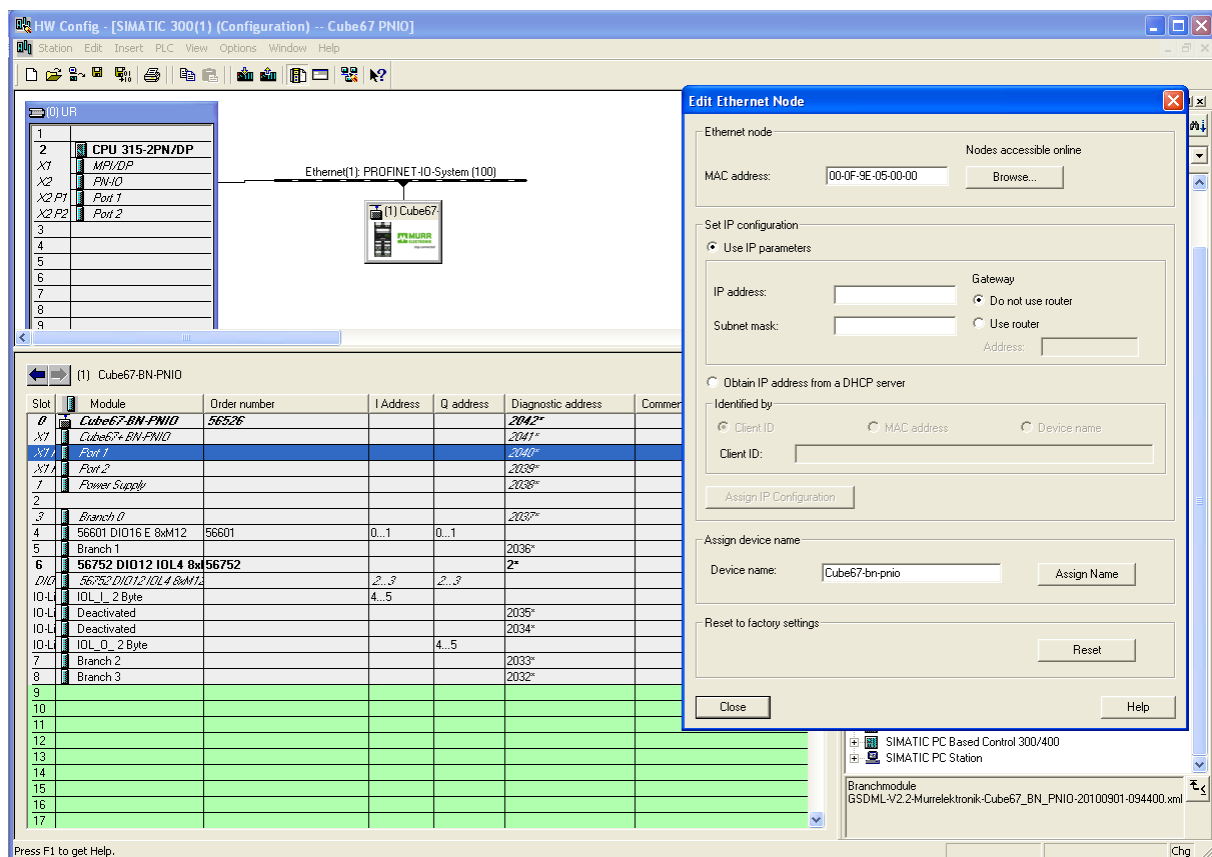 HW Config - [SIMATIC 300(1) (Configuration) -- Cube67 PNIO]
Station Edit Insert PLC View Options Window Help
(0) UR
1
2 CPU 315-2PN/DP
X1 MPI/DP
X2 PN-IO
X2 P1 Port 1
X2 P2 Port 2
3
4
5
6
7
8
9
Ethernet(1): PROFINET-IO-System (100)
(1) Cube67-
MURR
ELEKTRONIK
stay connected
(1) Cube67-BN-PNIO
Slot Module Order number I Address Q address Diagnostic address Commen
0 Cube67-BN-PNIO 56526 2042*
X1 Cube67+ BN-PNIO 2041*
X1 Port 1 2040*
X1 Port 2 2039*
1 Power Supply 2038*
2
3 Branch 0 2037*
4 56601 DIO16 E 8xM12 56601 0...1 0...1
5 Branch 1 2036*
6 56752 DIO12 IOL4 8xI 56752 2*
DIO 56752 DIO12 IOL4 8xM12 2...3 2...3
IO-Li IOL_I_ 2 Byte 4...5
IO-Li Deactivated 2035*
IO-Li Deactivated 2034*
IO-Li IOL_O_ 2 Byte 4...5
7 Branch 2 2033*
8 Branch 3 2032*
9
10
11
12
13
14
15
16
17
Edit Ethernet Node
Ethernet node
Nodes accessible online
MAC address: 00-0F-9E-05-00-00 Browse...
Set IP configuration
Use IP parameters
Gateway
IP address: Do not use router
Subnet mask: Use router
Address:
Obtain IP address from a DHCP server
Identified by
Client ID MAC address Device name
Client ID:
Assign IP Configuration
Assign device name
Device name: Cube67-bn-pnio Assign Name
Reset to factory settings
Reset
Close Help
SIMATIC PC Based Control 300/400
SIMATIC PC Station
Branchmodule
GSDML-V2.2-Murrelektronik-Cube67_BN_PNIO-20100901-094400.xml
Press F1 to get Help. Chg